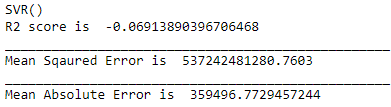 SVR()
R2 score is  -0.06913890396706468
Mean Sqaured Error is  537242481280.7603
Mean Absolute Error is  359496.7729457244